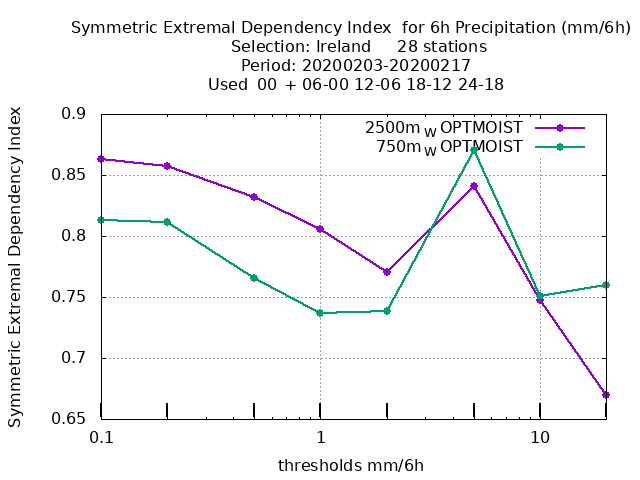 Symmetric Extremal Dependency Index  for 6h Precipitation (mm/6h)
Selection: Ireland     28 stations
Period: 20200203-20200217
Used  00 + 06-00 12-06 18-12 24-18
Symmetric Extremal Dependency Index
0.9
0.85
0.8
0.75
0.7
0.65
2500m W OPTMOIST
750m W OPTMOIST
0.1 1 10
thresholds mm/6h